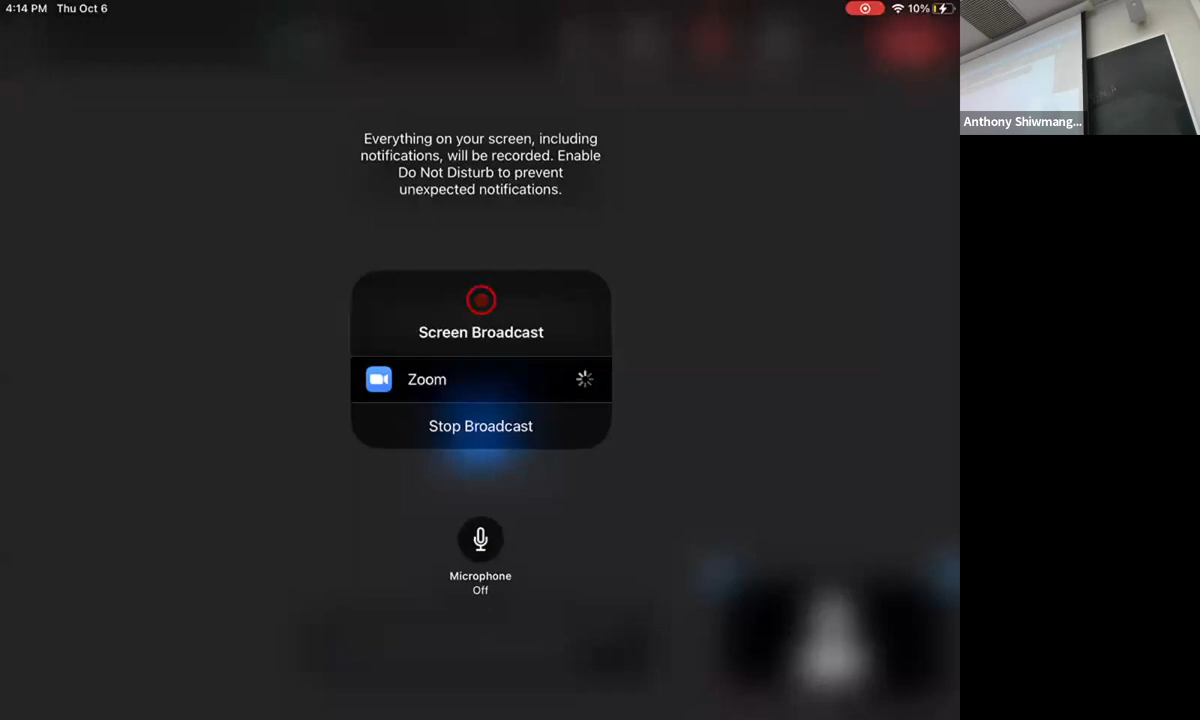 4:14 PM Thu Oct 6
10%
Everything on your screen, including
notifications, will be recorded. Enable
Do Not Disturb to prevent
unexpected notifications.
Screen Broadcast
Zoom
Stop Broadcast
Microphone
Off
Anthony Shiwmang...